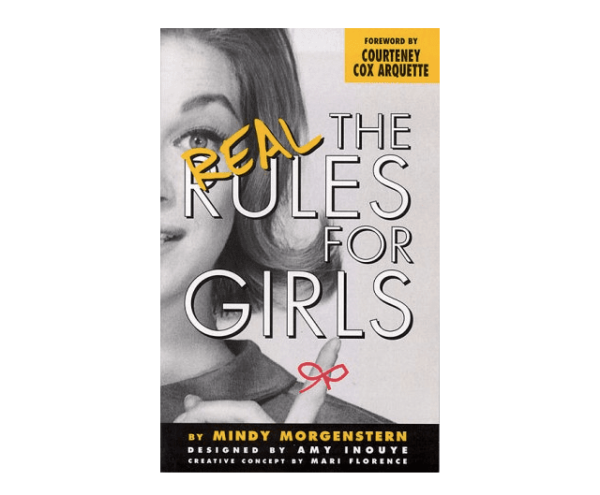 FOREWORD BY
COURTENEY
COX ARQUETTE
THE
REAL
RULES
FOR
GIRLS
BY MINDY MORGENSTERN
DESIGNED BY AMY INOUYE
CREATIVE CONCEPT BY MARI FLORENCE